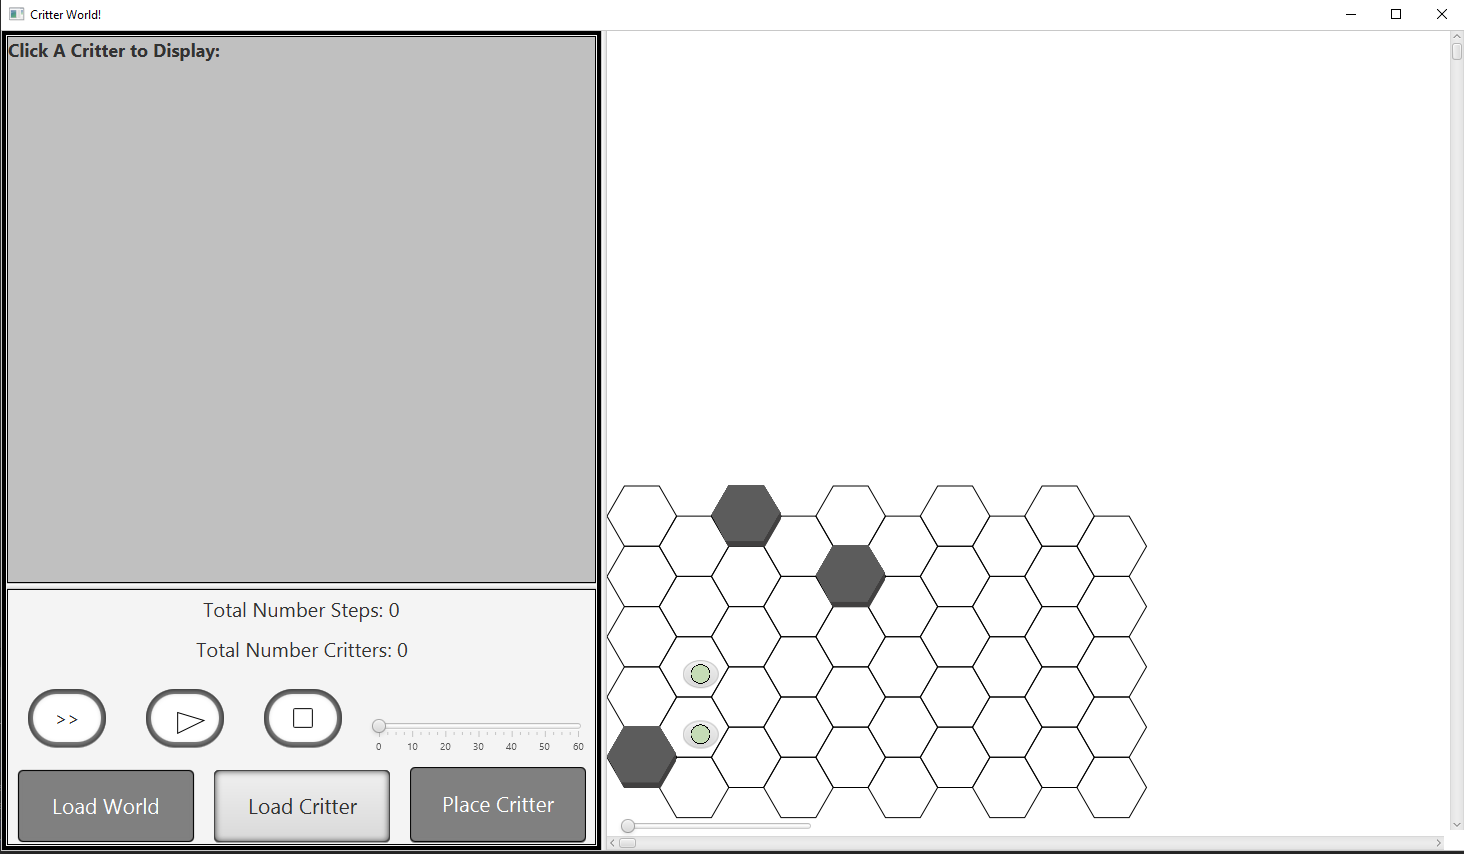 Critter World!
Click A Critter to Display:
Total Number Steps: 0
Total Number Critters: 0
>>
0 10 20 30 40 50 60
Load World
Load Critter
Place Critter